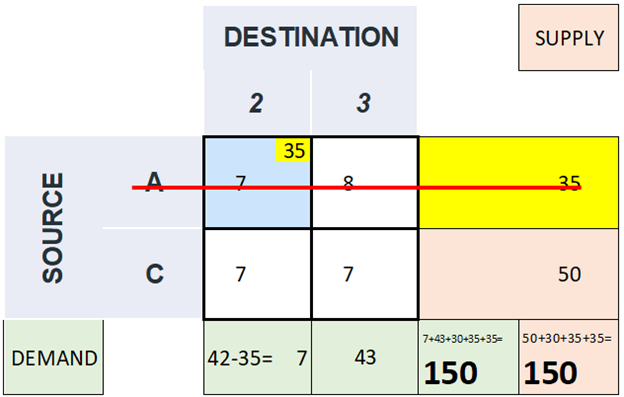 DESTINATION
SUPPLY
2 3
35
SOURCE
A 7 8 35
C 7 7 50
DEMAND 42-35= 7 43
7+43+30+35+35= 50+30+35+35=
150 150